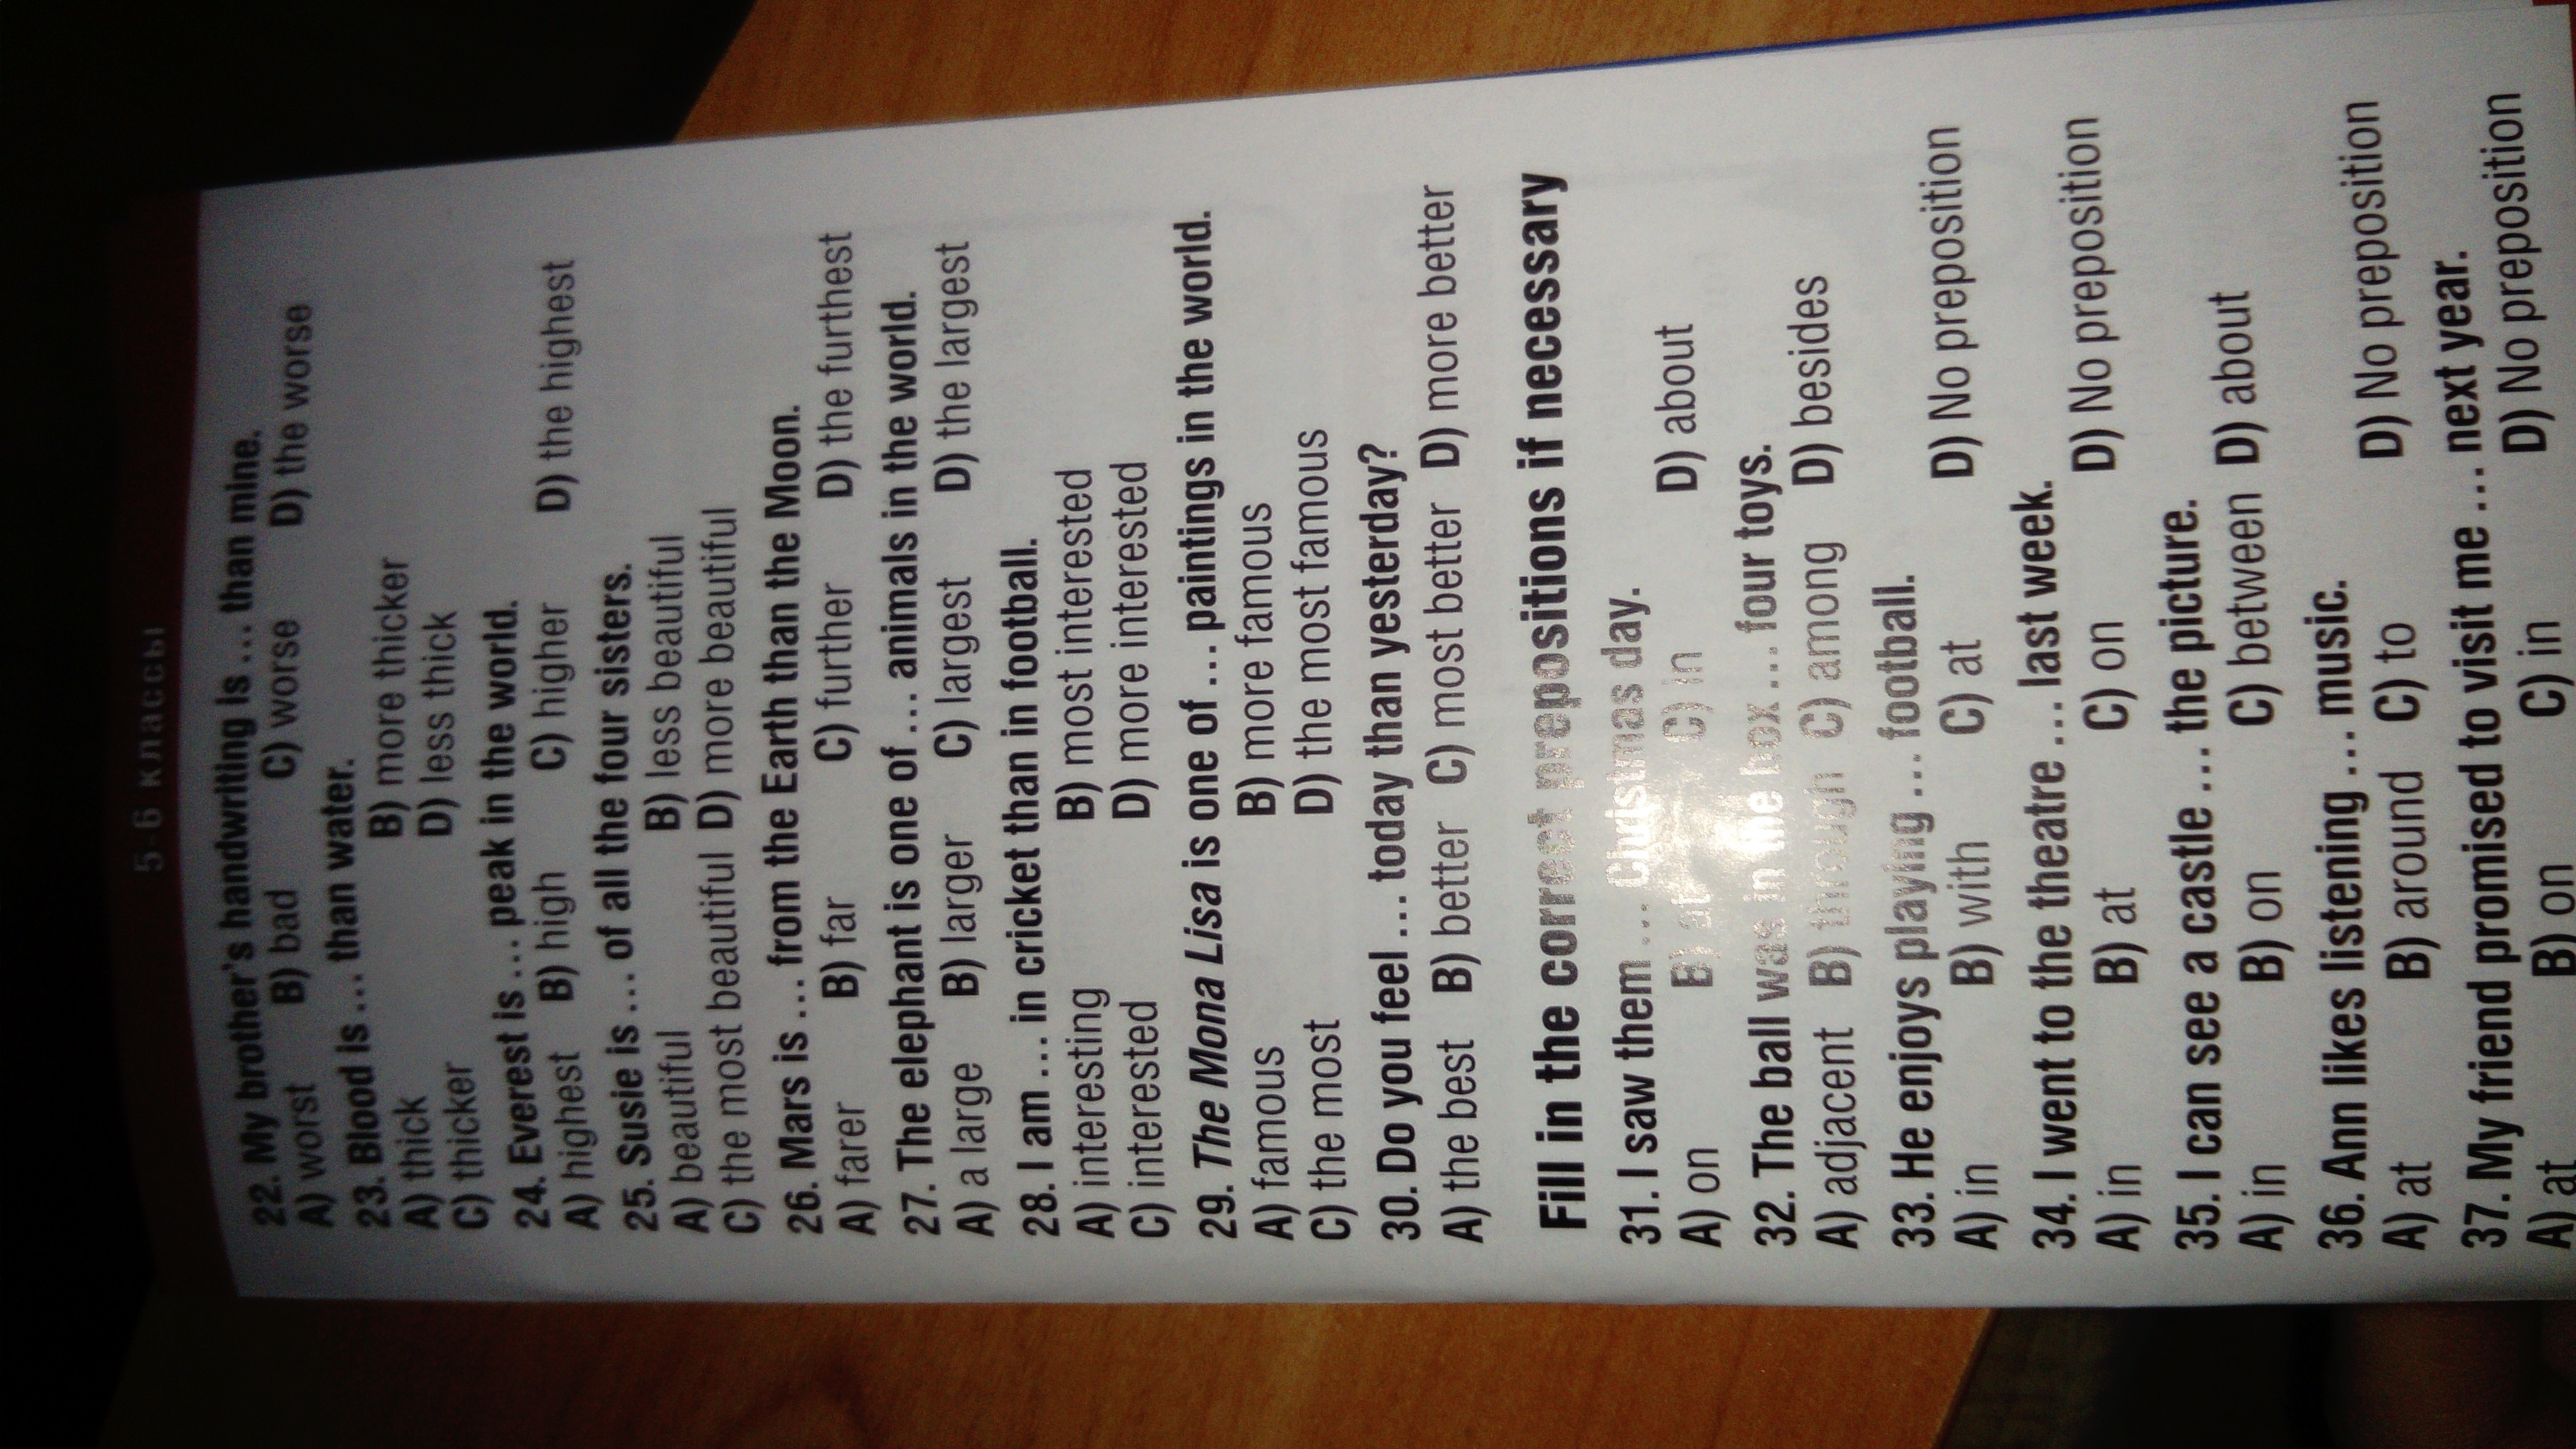 5-6 классы
22. My brother's handwriting is ... than mine.
A) worst B) bad C) worse D) the worse
23. Blood is ... than water.
A) thick B) more thicker
C) thicker D) less thick
24. Everest is ... peak in the world.
A) highest B) high C) higher D) the highest
25. Susie is ... of all the four sisters.
A) beautiful B) less beautiful
C) the most beautiful D) more beautiful
26. Mars is ... from the Earth than the Moon.
A) farer B) far C) further D) the furthest
27. The elephant is one of ... animals in the world.
A) a large B) larger C) largest D) the largest
28. I am ... in cricket than in football.
A) interesting B) most interested
C) interested D) more interested
29. The Mona Lisa is one of ... paintings in the world.
A) famous B) more famous
C) the most D) the most famous
30. Do you feel ... today than yesterday?
A) the best B) better C) most better D) more better
Fill in the correct prepositions if necessary
31. I saw them ... Christmas day.
A) on B) at C) in D) about
32. The ball was in the box ... four toys.
A) adjacent B) through C) among D) besides
33. He enjoys playing ... football.
A) in B) with C) at D) No preposition
34. I went to the theatre ... last week.
A) in B) at C) on D) No preposition
35. I can see a castle ... the picture.
A) in B) on C) between D) about
36. Ann likes listening ... music.
A) at B) around C) to D) No preposition
37. My friend promised to visit me ... next year.
A) at B) on C) in D) No preposition